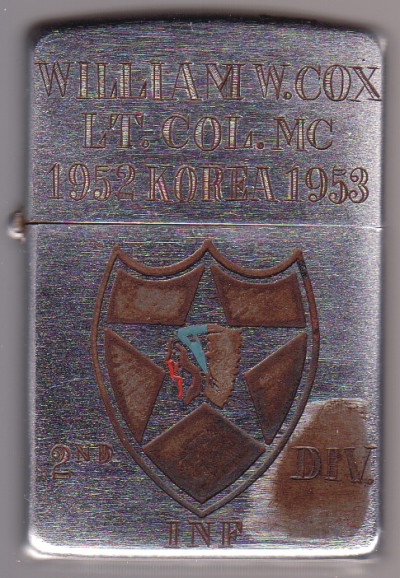 WILLIAM W. COX
LT. COL. MC
1952 KOREA 1953
2ND DIV.
INF